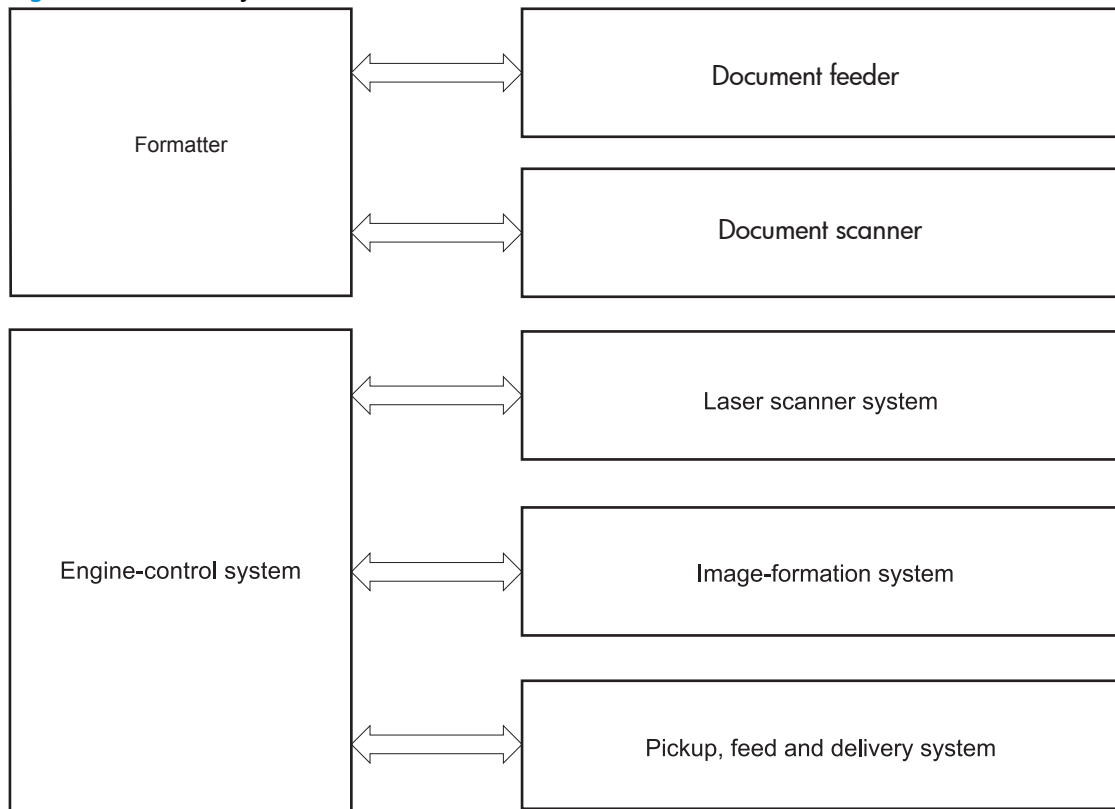 Document feeder
Formatter
Document scanner
Laser scanner system
Engine-control system
Image-formation system
Pickup, feed and delivery system